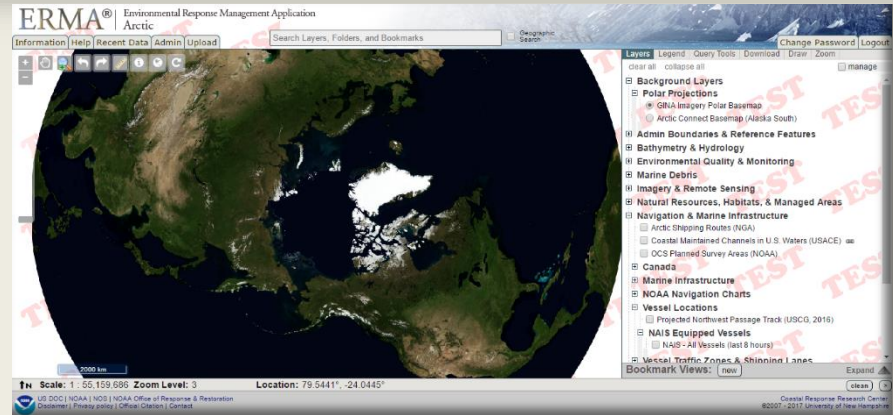 ERMA® Environmental Response Management Application
Arctic
Information Help Recent Data Admin Upload
Search Layers, Folders, and Bookmarks
Geographic Search
Change Password Logout
Layers Legend Query Tools Download Draw Zoom
clear all collapse all manage
Background Layers
Polar Projections
GINA Imagery Polar Basemap
Arctic Connect Basemap (Alaska South)
Admin Boundaries & Reference Features
Bathymetry & Hydrology
Environmental Quality & Monitoring
Marine Debris
Imagery & Remote Sensing
Natural Resources, Habitats, & Managed Areas
Navigation & Marine Infrastructure
Arctic Shipping Routes (NGA)
Coastal Maintained Channels in U.S. Waters (USACE)
OCS Planned Survey Areas (NOAA)
Canada
Marine Infrastructure
NOAA Navigation Charts
Vessel Locations
Projected Northwest Passage Track (USCG, 2016)
NAIS Equipped Vessels
NAIS - All Vessels (last 8 hours)
Vessel Traffic Zones & Shipping Lanes
TEST
TEST
TEST
TEST
TEST
TEST
2000 km
Bookmark Views: new Expand
N Scale: 1 : 55,159,686 Zoom Level: 3 Location: 79.5441°, -24.0445°
clean
US DOC | NOAA | NOS | NOAA Office of Response & Restoration
Disclaimer | Privacy policy | Official Citation | Contact
Coastal Response Research Center
©2007 - 2017 University of New Hampshire